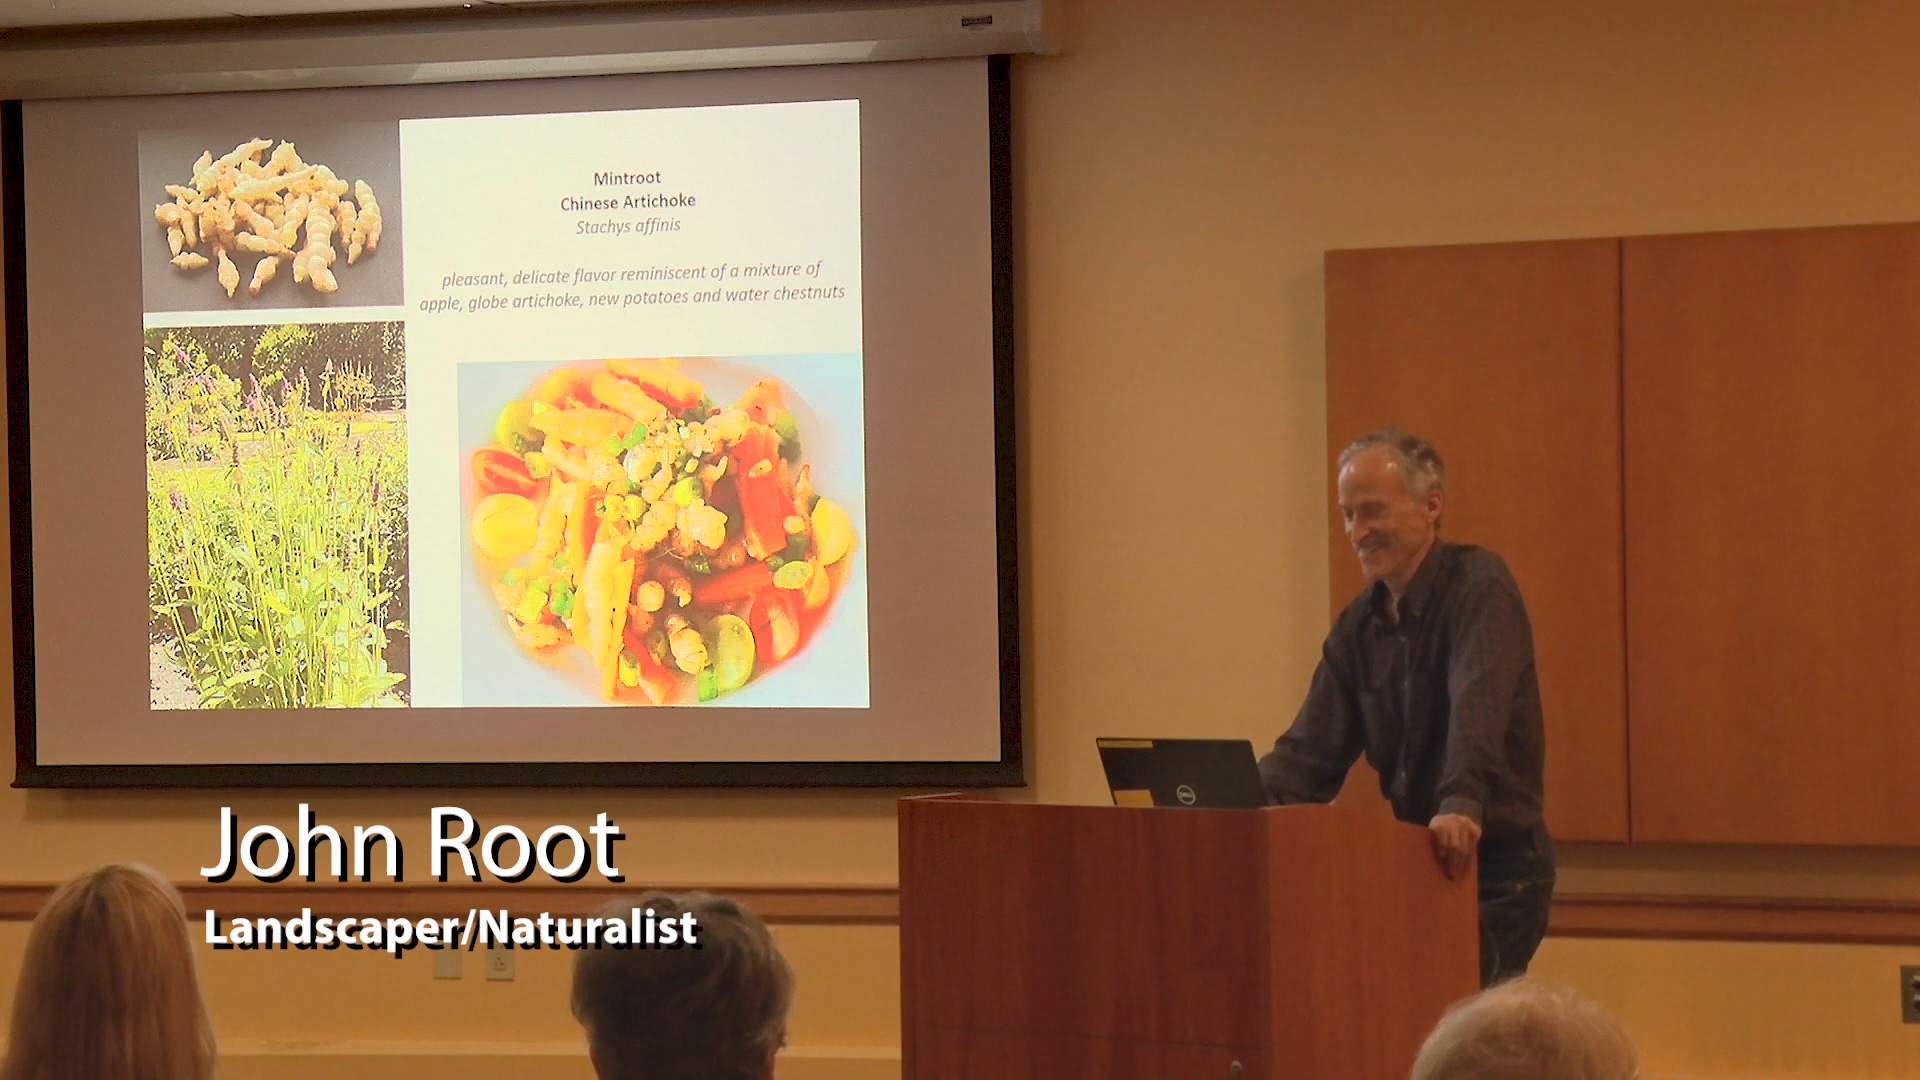 Mintroot
Chinese Artichoke
Stachys affinis
pleasant, delicate flavor reminiscent of a mixture of
apple, globe artichoke, new potatoes and water chestnuts
DELL
John Root
Landscaper/Naturalist